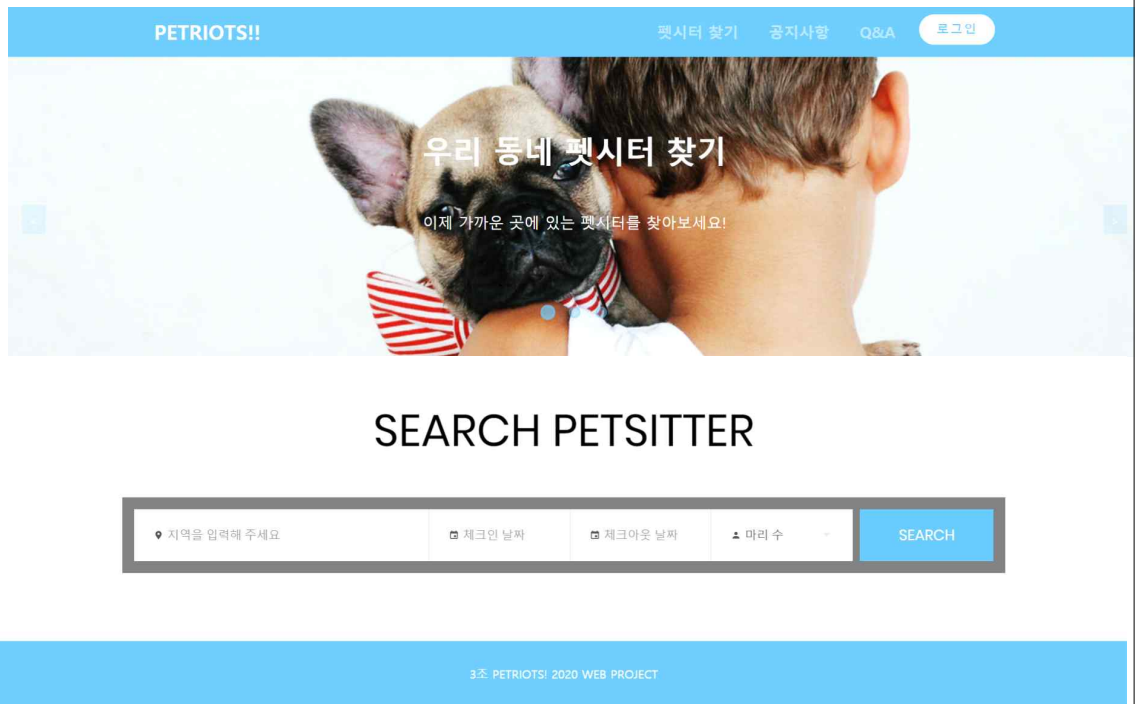 PETRIOTS!!
펫시터 찾기 공지사항 Q&A 로그인
우리 동네 펫시터 찾기
이제 가까운 곳에 있는 펫시터를 찾아보세요!
SEARCH PETSITTER
지역을 입력해 주세요 체크인 날짜 체크아웃 날짜 마리 수 SEARCH
3조 PETRIOTS! 2020 WEB PROJECT